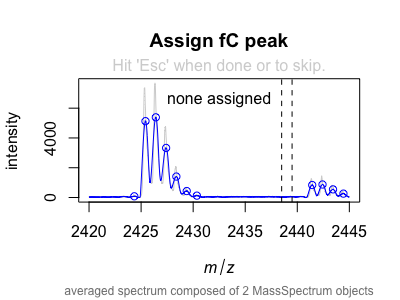 Assign fC peak
Hit 'Esc' when done or to skip.
none assigned
intensity
4000
0
2420 2425 2430 2435 2440 2445
m/z
averaged spectrum composed of 2 MassSpectrum objects